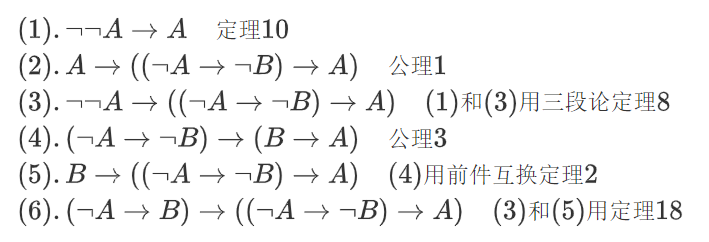 (1). ¬¬A → A 定理10
(2). A → ((¬A → ¬B) → A) 公理1
(3). ¬¬A → ((¬A → ¬B) → A) (1)和(3)用三段论定理8
(4). (¬A → ¬B) → (B → A) 公理3
(5). B → ((¬A → ¬B) → A) (4)用前件互换定理2
(6). (¬A → B) → ((¬A → ¬B) → A) (3)和(5)用定理18